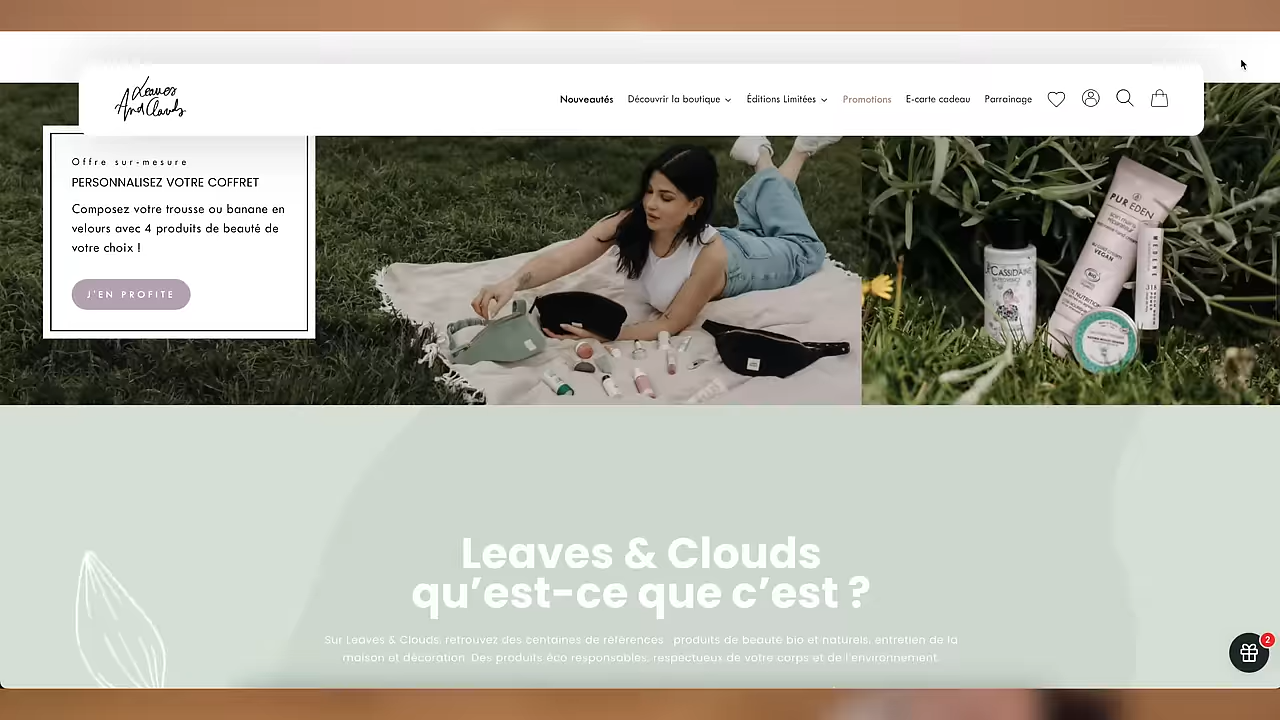 Leaves
And Clouds
Nouveautés
Découvrir la boutique
Éditions Limitées
Promotions
E-carte cadeau
Parrainage
Offre sur-mesure
PERSONNALISEZ VOTRE COFFRET
Composez votre trousse ou banane en
velours avec 4 produits de beauté de
votre choix !
J'EN PROFITE
PUR EDEN
VEGAN
BIO
Leaves & Clouds
qu’est-ce que c’est ?
Sur Leaves & Clouds, retrouvez des centaines de références : produits de beauté bio et naturels, entretien de la
maison et décoration. Des produits éco responsables, respectueux de votre corps et de l'environnement.
2